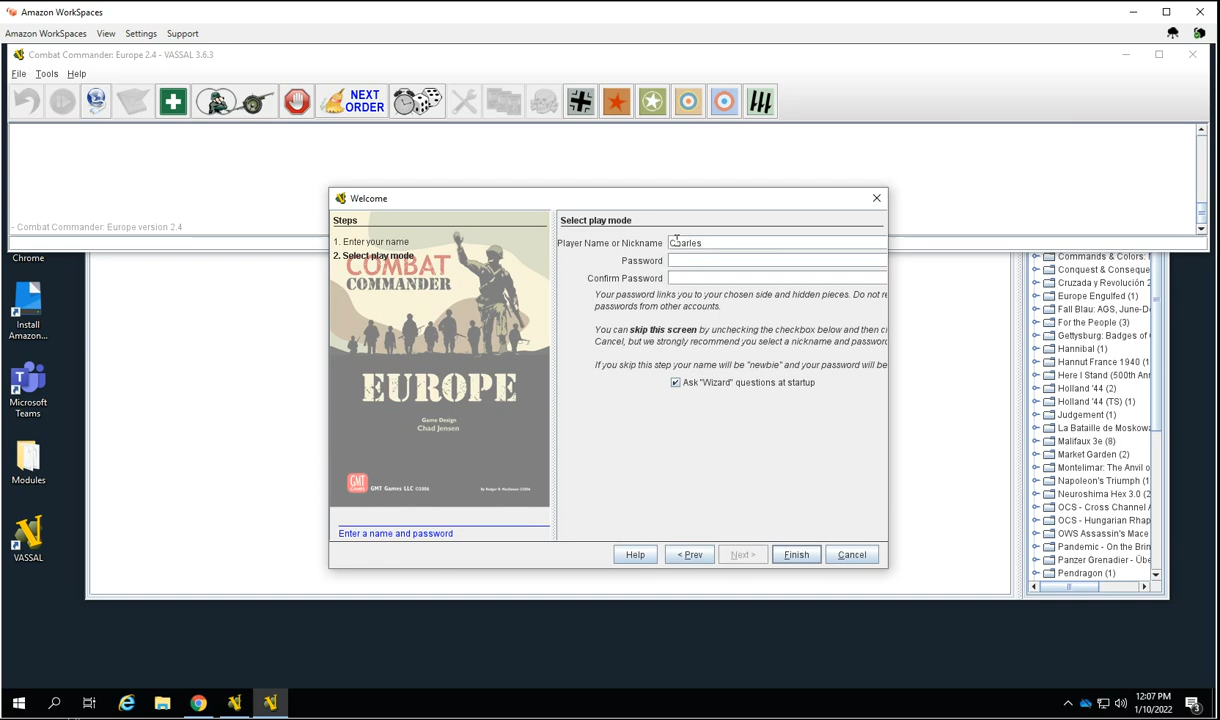 Amazon WorkSpaces
Amazon WorkSpaces View Settings Support
Combat Commander: Europe 2.4 - VASSAL 3.6.3
File Tools Help
NEXT ORDER
- Combat Commander: Europe version 2.4
Welcome
Steps
1. Enter your name
2. Select play mode
COMBAT
COMMANDER
EUROPE
Game Design
Chad Jensen
GMT Games LLC ©2006
Enter a name and password
Select play mode
Player Name or Nickname Charles
Password
Confirm Password
Your password links you to your chosen side and hidden pieces. Do not re
passwords from other accounts.
You can skip this screen by unchecking the checkbox below and then cl
Cancel, but we strongly recommend you select a nickname and password
If you skip this step your name will be "newbie" and your password will be
Ask "Wizard" questions at startup
Help < Prev Next > Finish Cancel
Chrome
Install
Amazon...
Microsoft
Teams
Modules
VASSAL
Commands & Colors: N
Conquest & Conseque
Cruzada y Revolución 2
Europe Engulfed (1)
Fall Blau: AGS, June-D
For the People (3)
Gettysburg: Badges of
Hannibal (1)
Hannut France 1940 (1
Here I Stand (500th Ann
Holland '44 (2)
Holland '44 (TS) (1)
Judgement (1)
La Bataille de Moskowa
Malifaux 3e (8)
Market Garden (2)
Montelimar: The Anvil o
Napoleon's Triumph (1
Neuroshima Hex 3.0 (2
OCS - Cross Channel A
OCS - Hungarian Rhap
OWS Assassin's Mace
Pandemic - On the Brin
Panzer Grenadier - Übe
Pendragon (1)
12:07 PM
1/10/2022
3